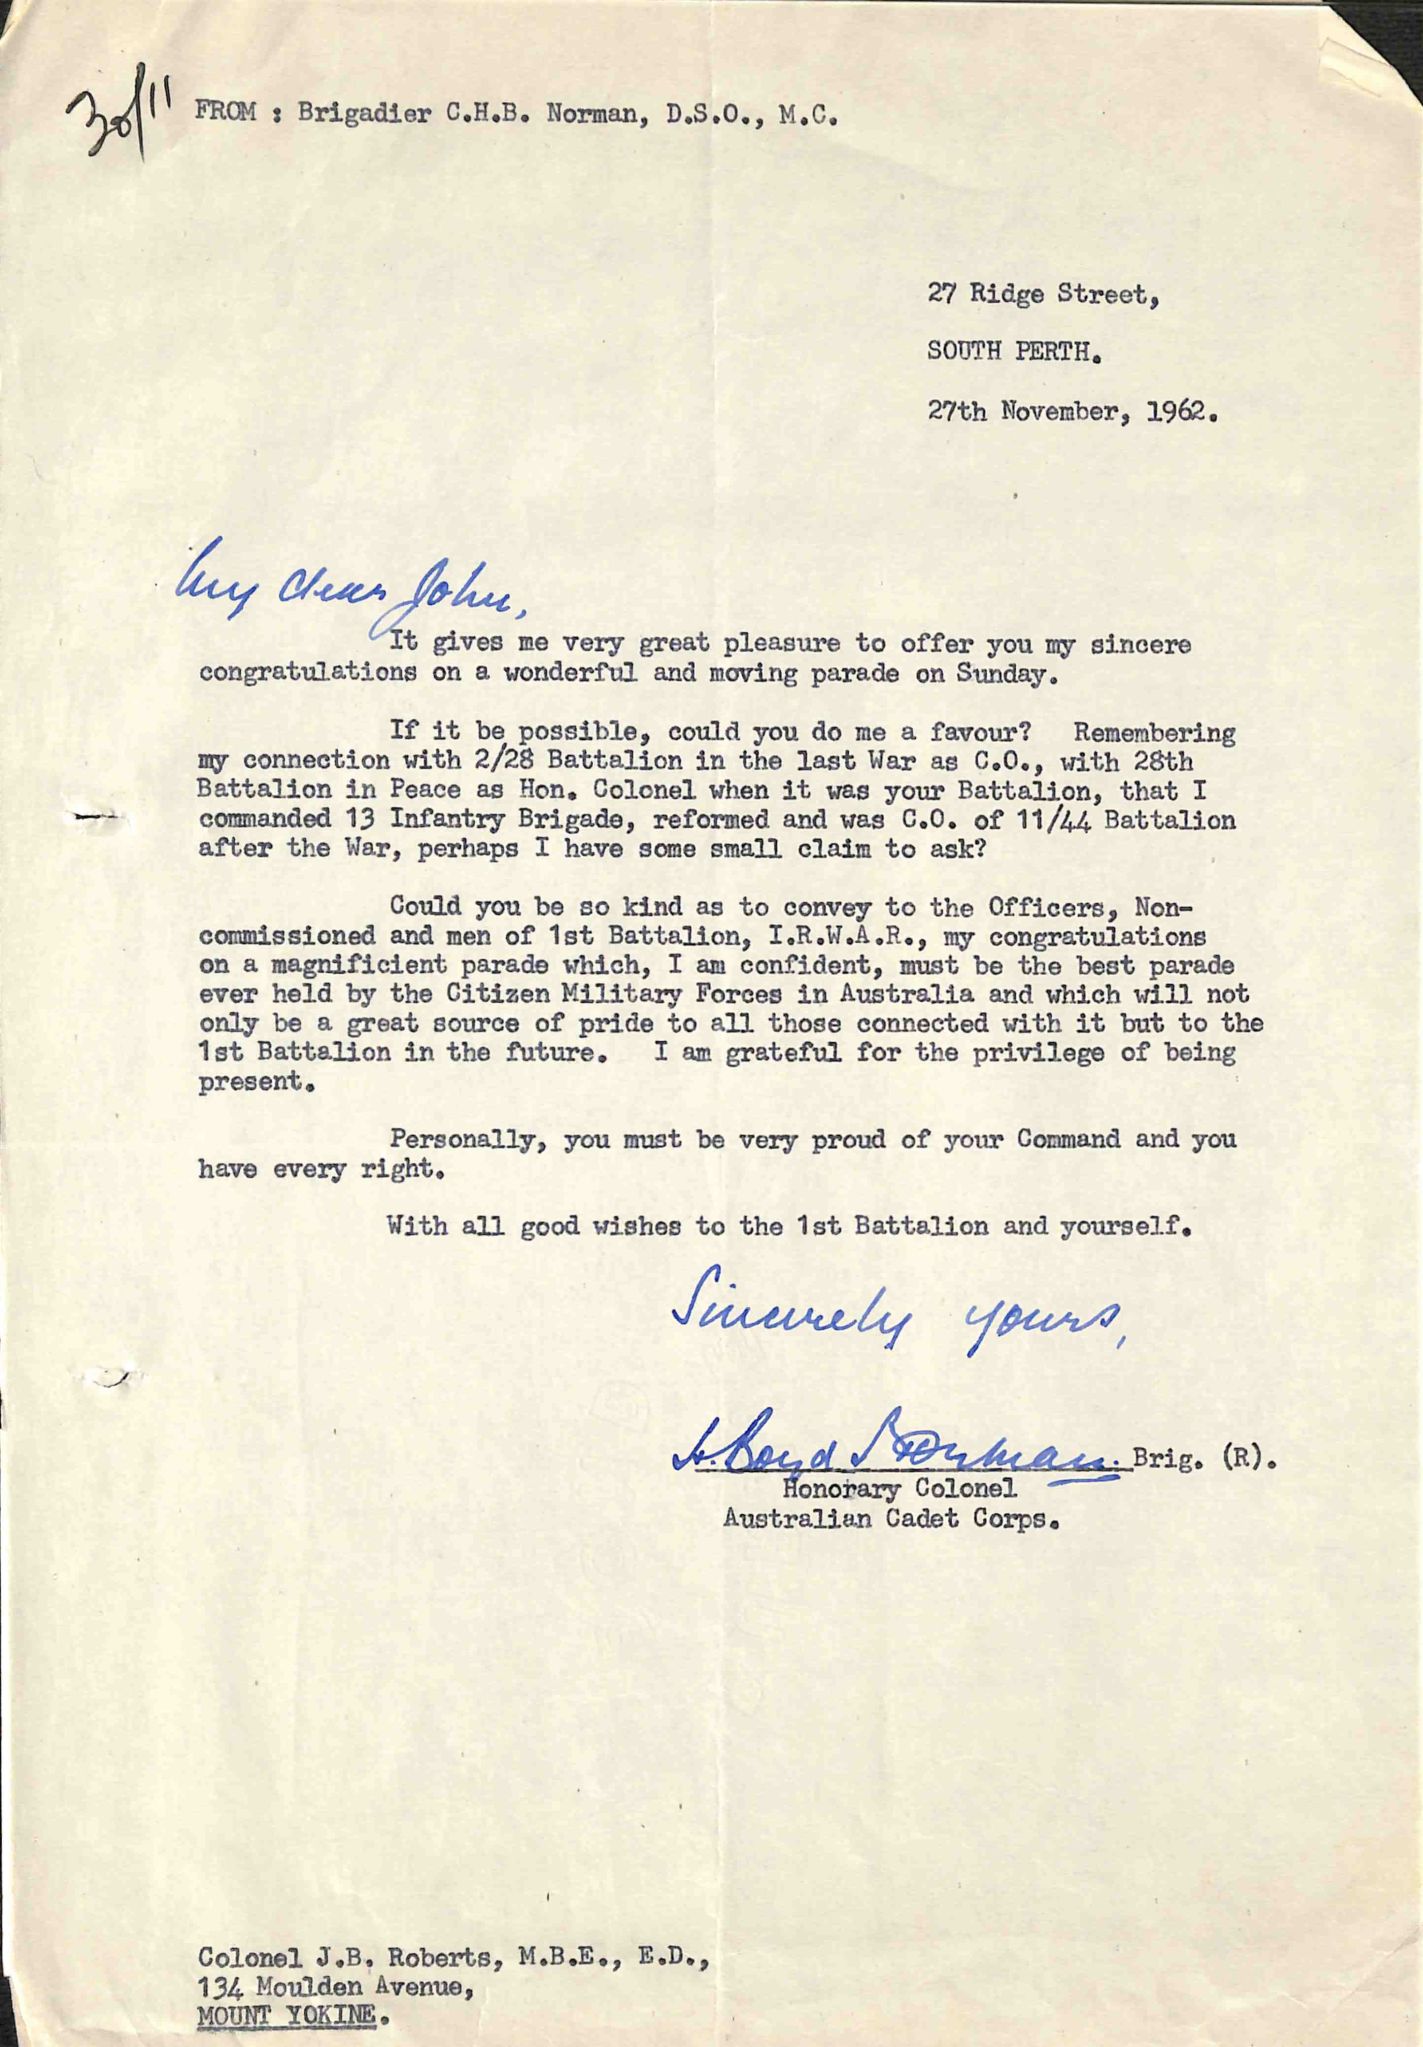 30/11
FROM : Brigadier C.H.B. Norman, D.S.O., M.C.
27 Ridge Street,
SOUTH PERTH.
27th November, 1962.
My dear John,
It gives me very great pleasure to offer you my sincere
congratulations on a wonderful and moving parade on Sunday.
If it be possible, could you do me a favour? Remembering
my connection with 2/28 Battalion in the last War as C.O., with 28th
Battalion in Peace as Hon. Colonel when it was your Battalion, that I
commanded 13 Infantry Brigade, reformed and was C.O. of 11/44 Battalion
after the War, perhaps I have some small claim to ask?
Could you be so kind as to convey to the Officers, Non-
commissioned and men of 1st Battalion, I.R.W.A.R., my congratulations
on a magnificient parade which, I am confident, must be the best parade
ever held by the Citizen Military Forces in Australia and which will not
only be a great source of pride to all those connected with it but to the
1st Battalion in the future. I am grateful for the privilege of being
present.
Personally, you must be very proud of your Command and you
have every right.
With all good wishes to the 1st Battalion and yourself.
Sincerely yours,
Boyd Norman. Brig. (R).
Honorary Colonel
Australian Cadet Corps.
Colonel J.B. Roberts, M.B.E., E.D.,
134 Moulden Avenue,
MOUNT YOKINE.